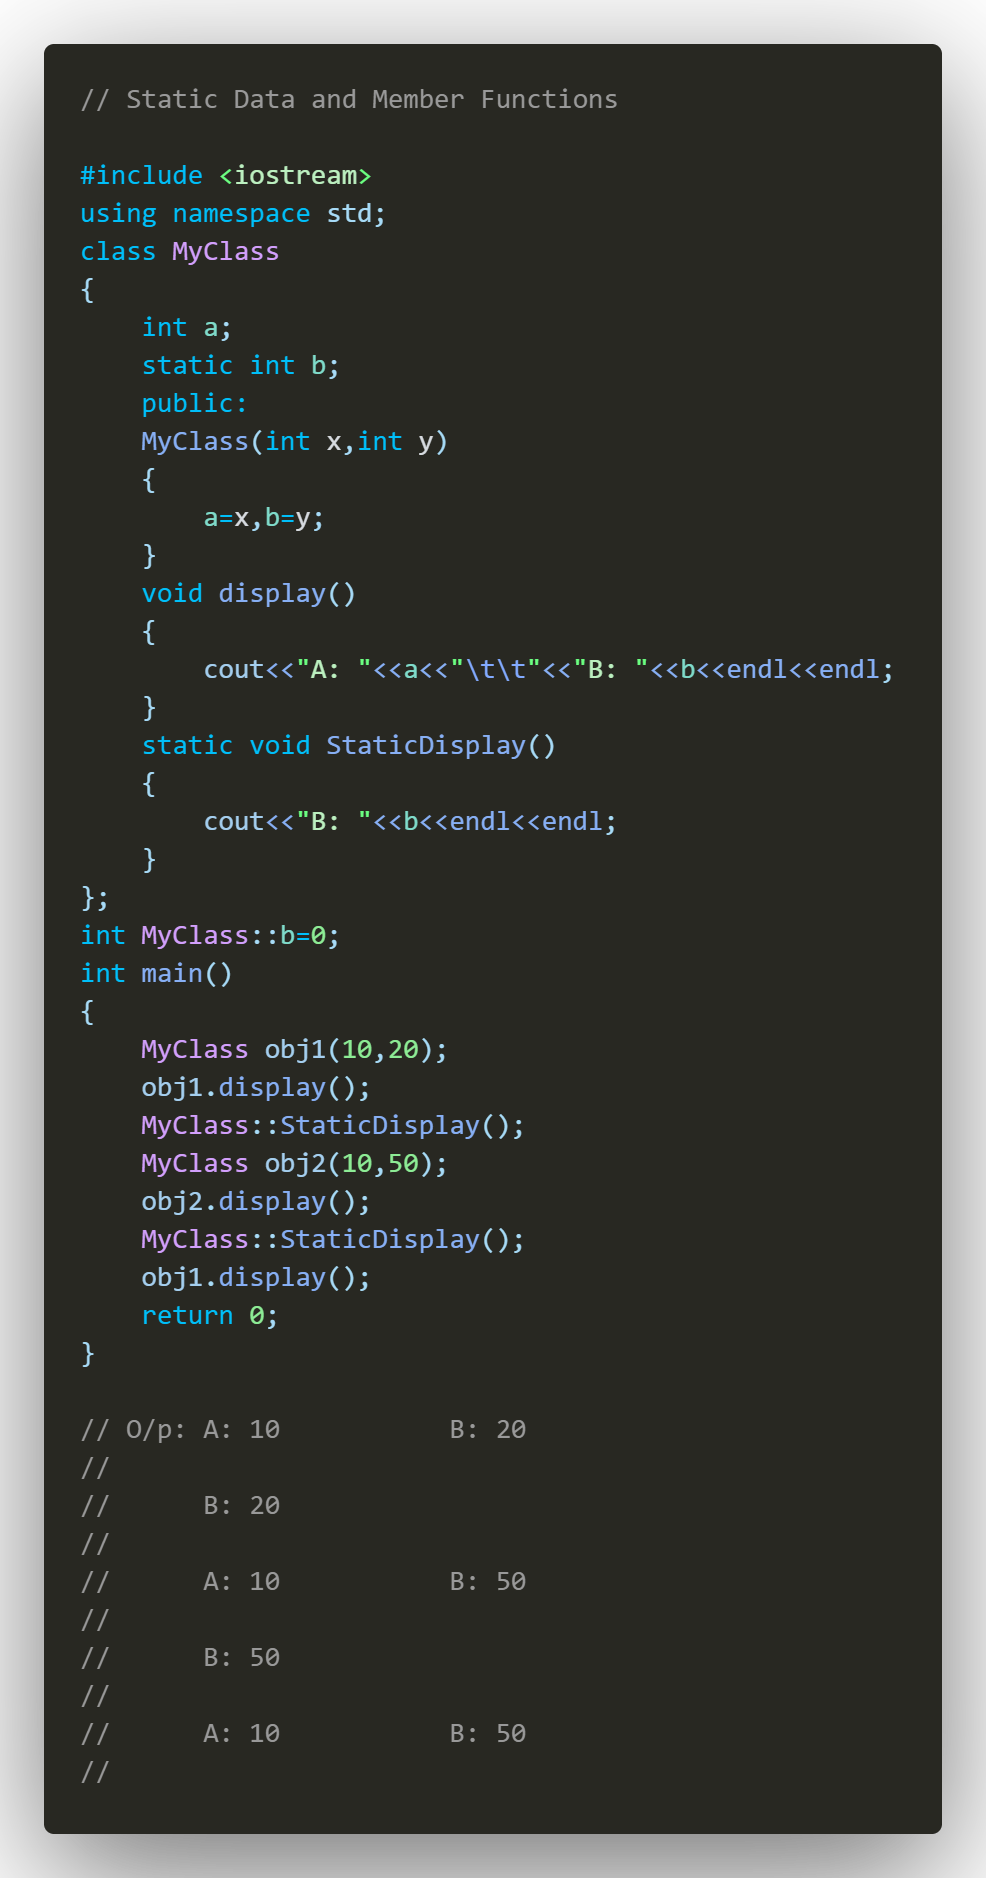 // Static Data and Member Functions

#include <iostream>
using namespace std;
class MyClass
{
    int a;
    static int b;
    public:
    MyClass(int x,int y)
    {
        a=x,b=y;
    }
    void display()
    {
        cout<<"A: "<<a<<"\t\t"<<"B: "<<b<<endl<<endl;
    }
    static void StaticDisplay()
    {
        cout<<"B: "<<b<<endl<<endl;
    }
};
int MyClass::b=0;
int main()
{
    MyClass obj1(10,20);
    obj1.display();
    MyClass::StaticDisplay();
    MyClass obj2(10,50);
    obj2.display();
    MyClass::StaticDisplay();
    obj1.display();
    return 0;
}

// O/p: A: 10           B: 20
//
//      B: 20
//
//      A: 10           B: 50
//
//      B: 50
//
//      A: 10           B: 50
//